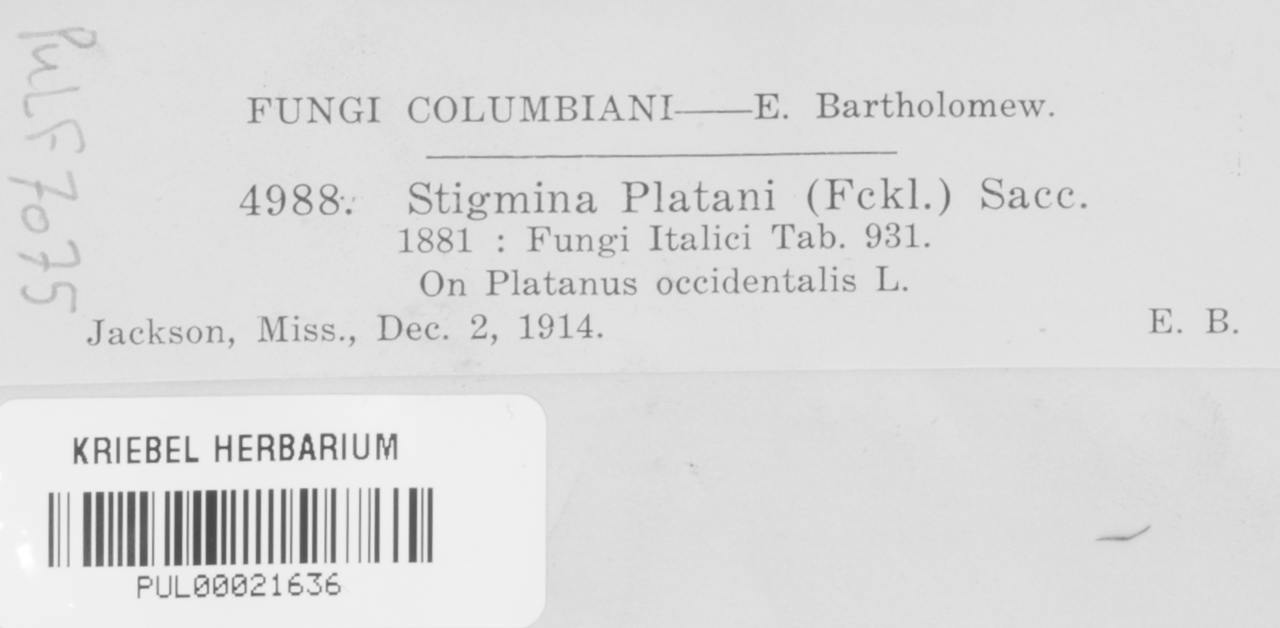 PULF7075
FUNGI COLUMBIANI——E. Bartholomew.
4988. Stigmina Platani (Fckl.) Sacc.
1881 : Fungi Italici Tab. 931.
On Platanus occidentalis L.
Jackson, Miss., Dec. 2, 1914. E. B.
KRIEBEL HERBARIUM
PUL00021636